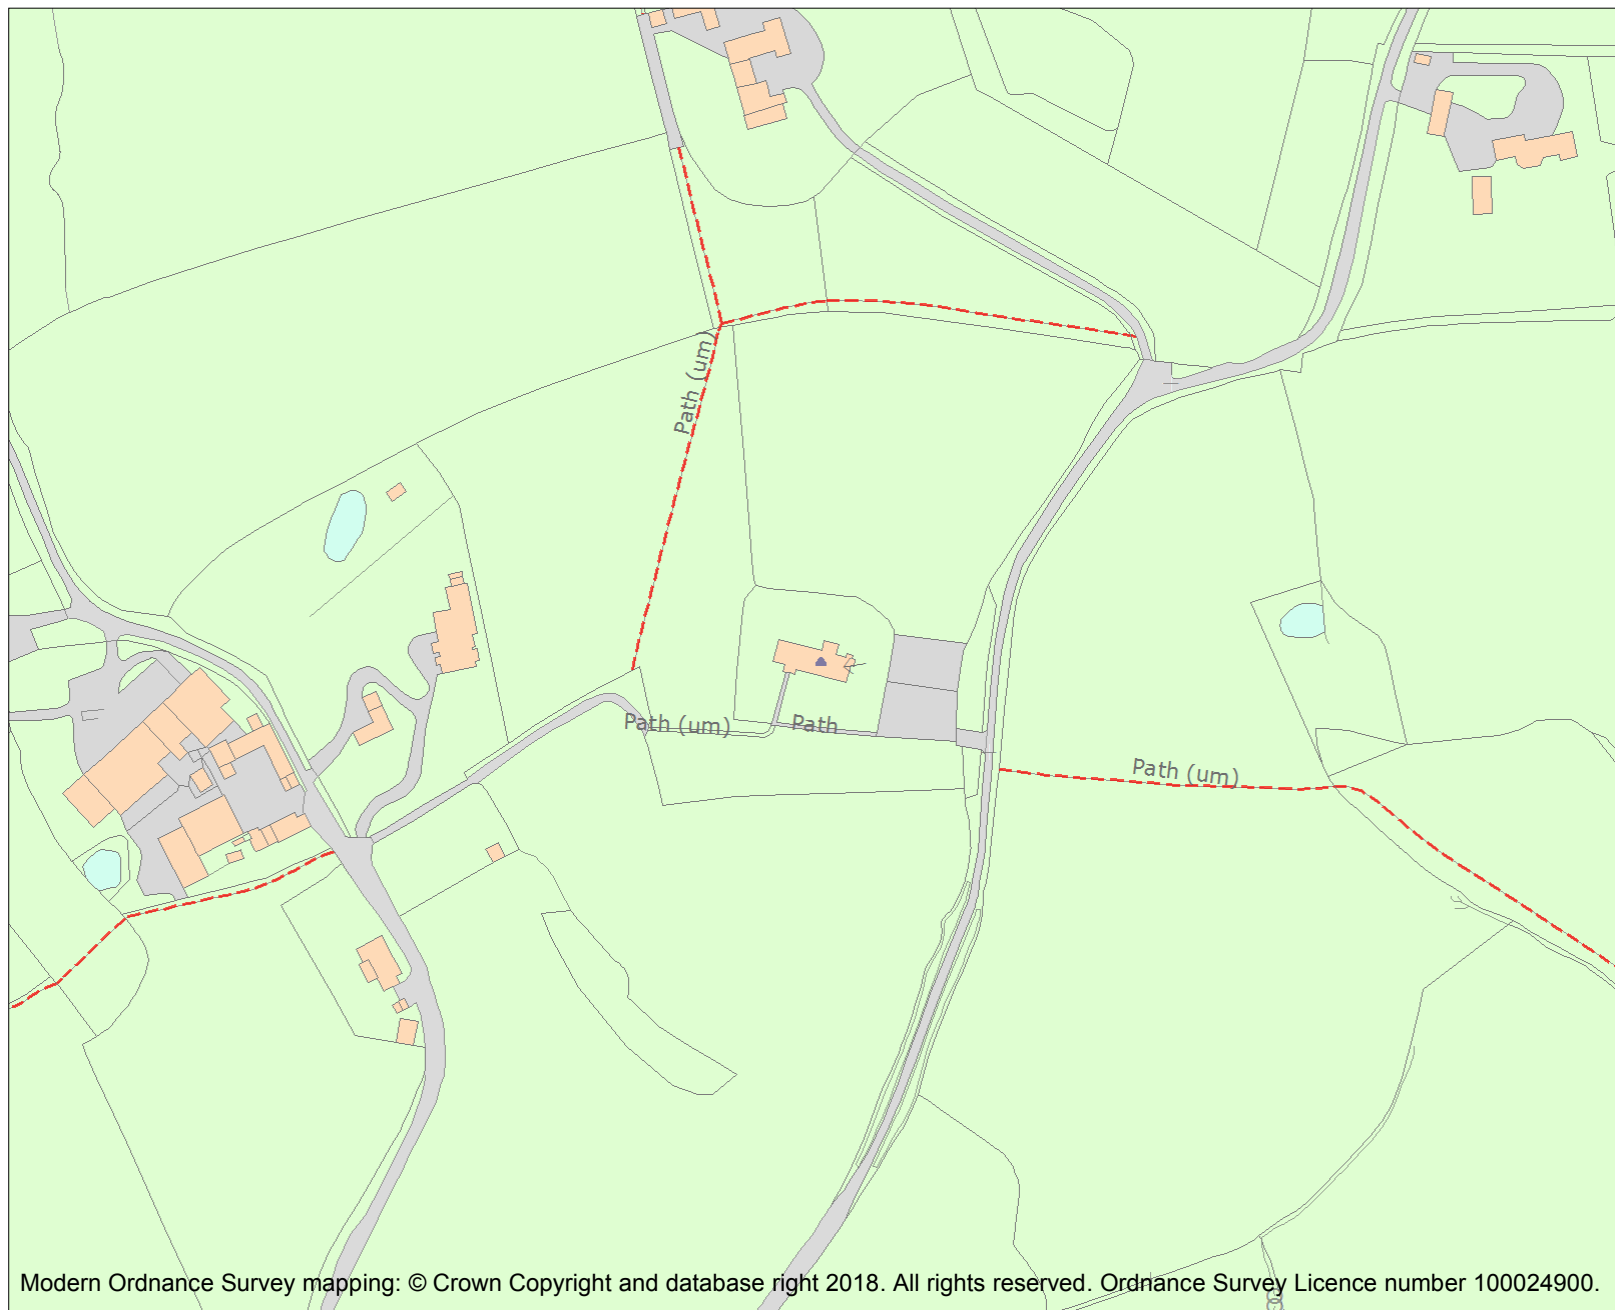 Path (um)
Path (um)
Path
Path (um)
Modern Ordnance Survey mapping: © Crown Copyright and database right 2018. All rights reserved. Ordnance Survey Licence number 100024900.